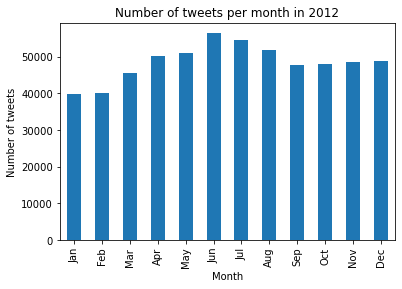 Number of tweets per month in 2012
Number of tweets
50000
40000
30000
20000
10000
0
Jan Feb Mar Apr May Jun Jul Aug Sep Oct Nov Dec
Month